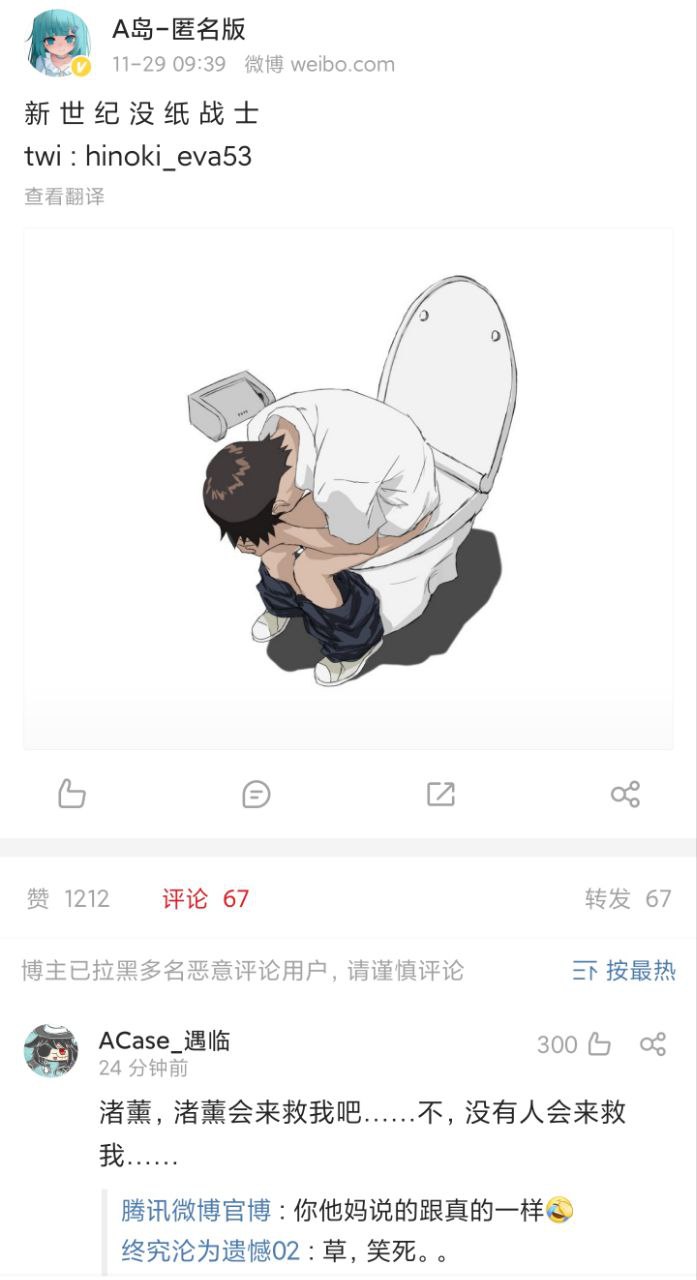 A岛-匿名版
11-29 09:39 微博 weibo.com
新 世 纪 没 纸 战 士
twi : hinoki_eva53
查看翻译
赞 1212 评论 67 转发 67
博主已拉黑多名恶意评论用户, 请谨慎评论 按最热
ACase_遇临 300
24 分钟前
渚薰, 渚薰会来救我吧……不, 没有人会来救
我……
腾讯微博官博 : 你他妈说的跟真的一样🤣
终究沦为遗憾02 : 草, 笑死。。